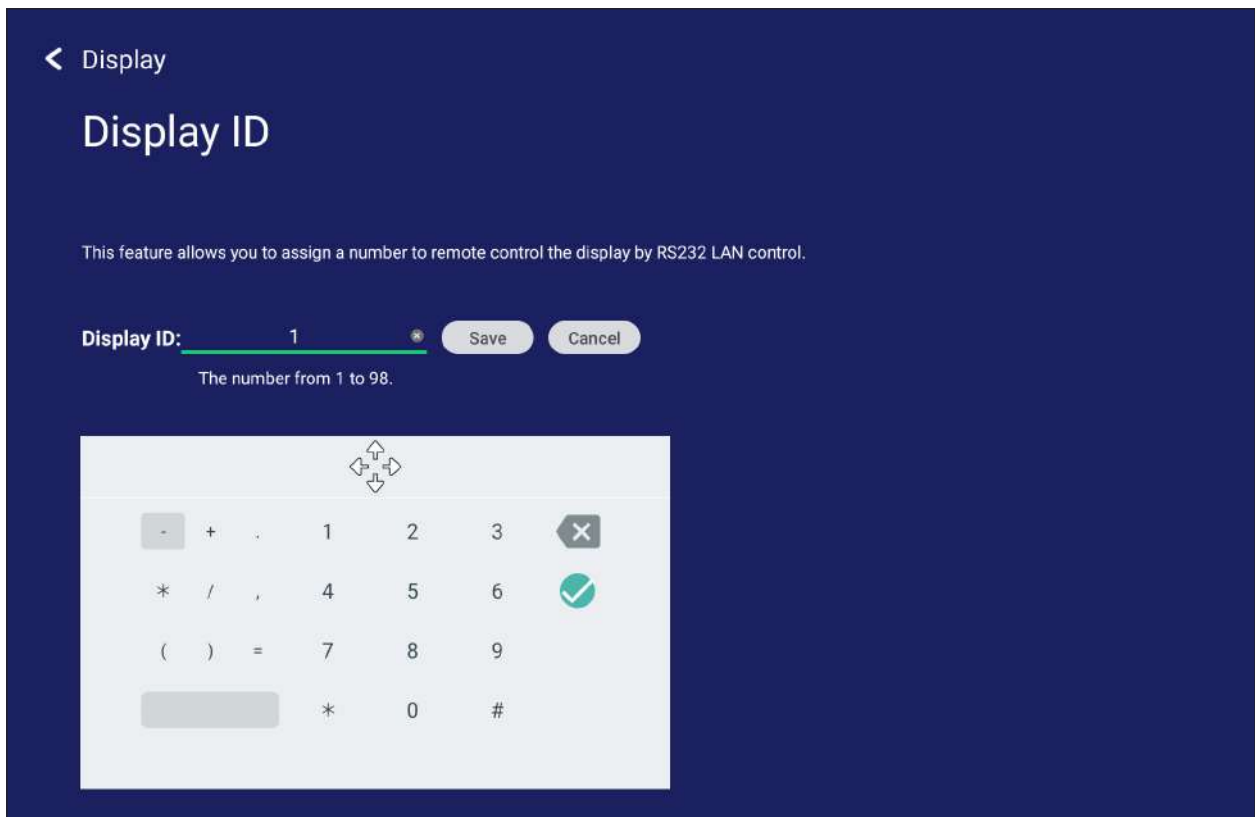 Display
Display ID
This feature allows you to assign a number to remote control the display by RS232 LAN control.
Display ID: 1 Save Cancel
The number from 1 to 98.
- + . 1 2 3
* / , 4 5 6
( ) = 7 8 9
* 0 #